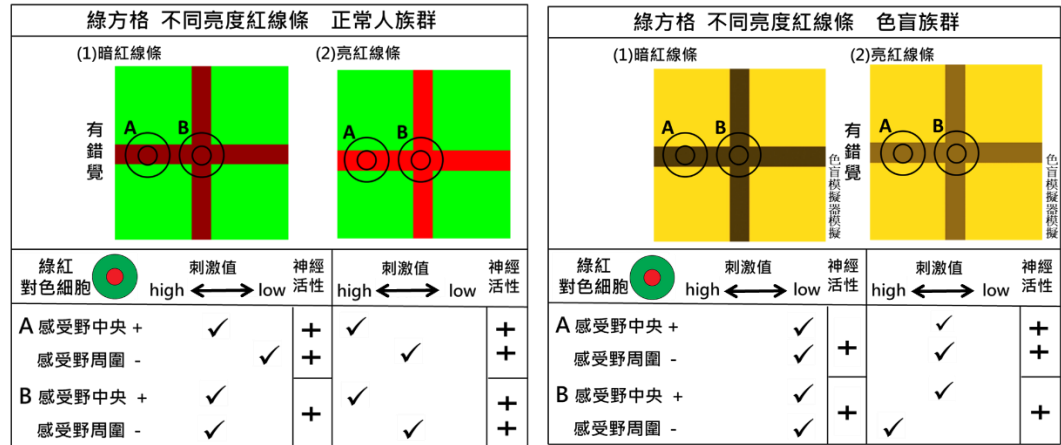 綠方格 不同亮度紅線條 正常人族群
(1)暗紅線條
(2)亮紅線條
有錯覺
A
B
A
B
綠紅
對色細胞
刺激值
high
low
神經
活性
刺激值
high
low
神經
活性
A 感受野中央 +
+
+
感受野周圍 -
+
+
B 感受野中央 +
+
+
感受野周圍 -
+
綠方格 不同亮度紅線條 色盲族群
(1)暗紅線條
(2)亮紅線條
A
B
色盲模擬器模擬
有錯覺
A
B
色盲模擬器模擬
綠紅
對色細胞
刺激值
high
low
神經
活性
刺激值
high
low
神經
活性
A 感受野中央 +
+
+
感受野周圍 -
+
B 感受野中央 +
+
+
感受野周圍 -